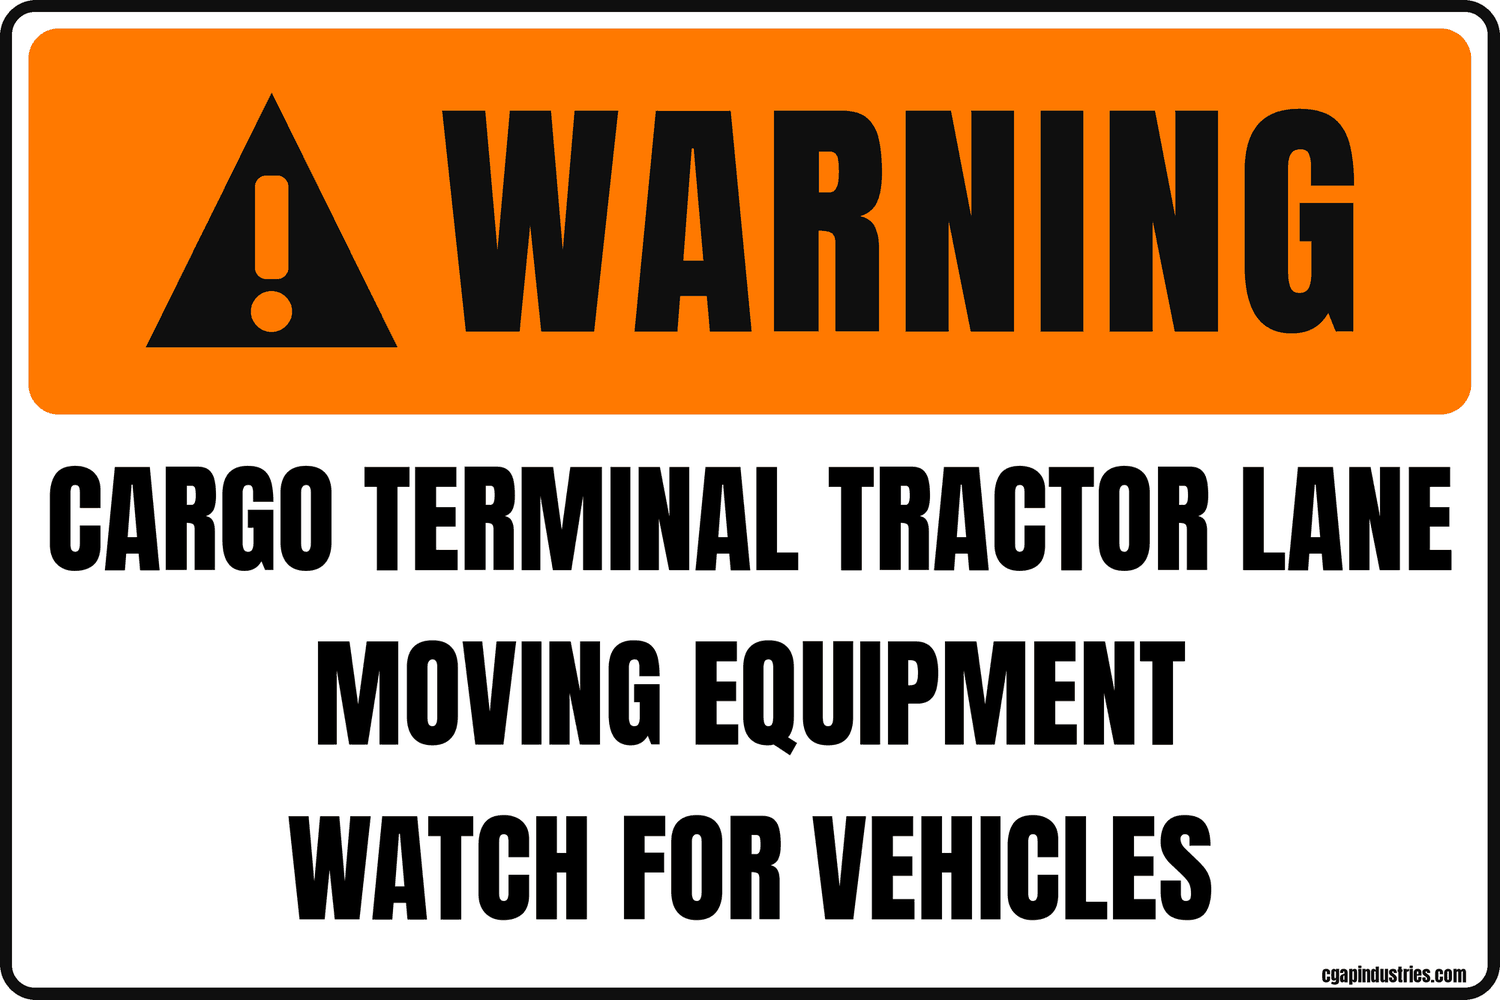 WARNING
CARGO TERMINAL TRACTOR LANE
MOVING EQUIPMENT
WATCH FOR VEHICLES
cgapindustries.com